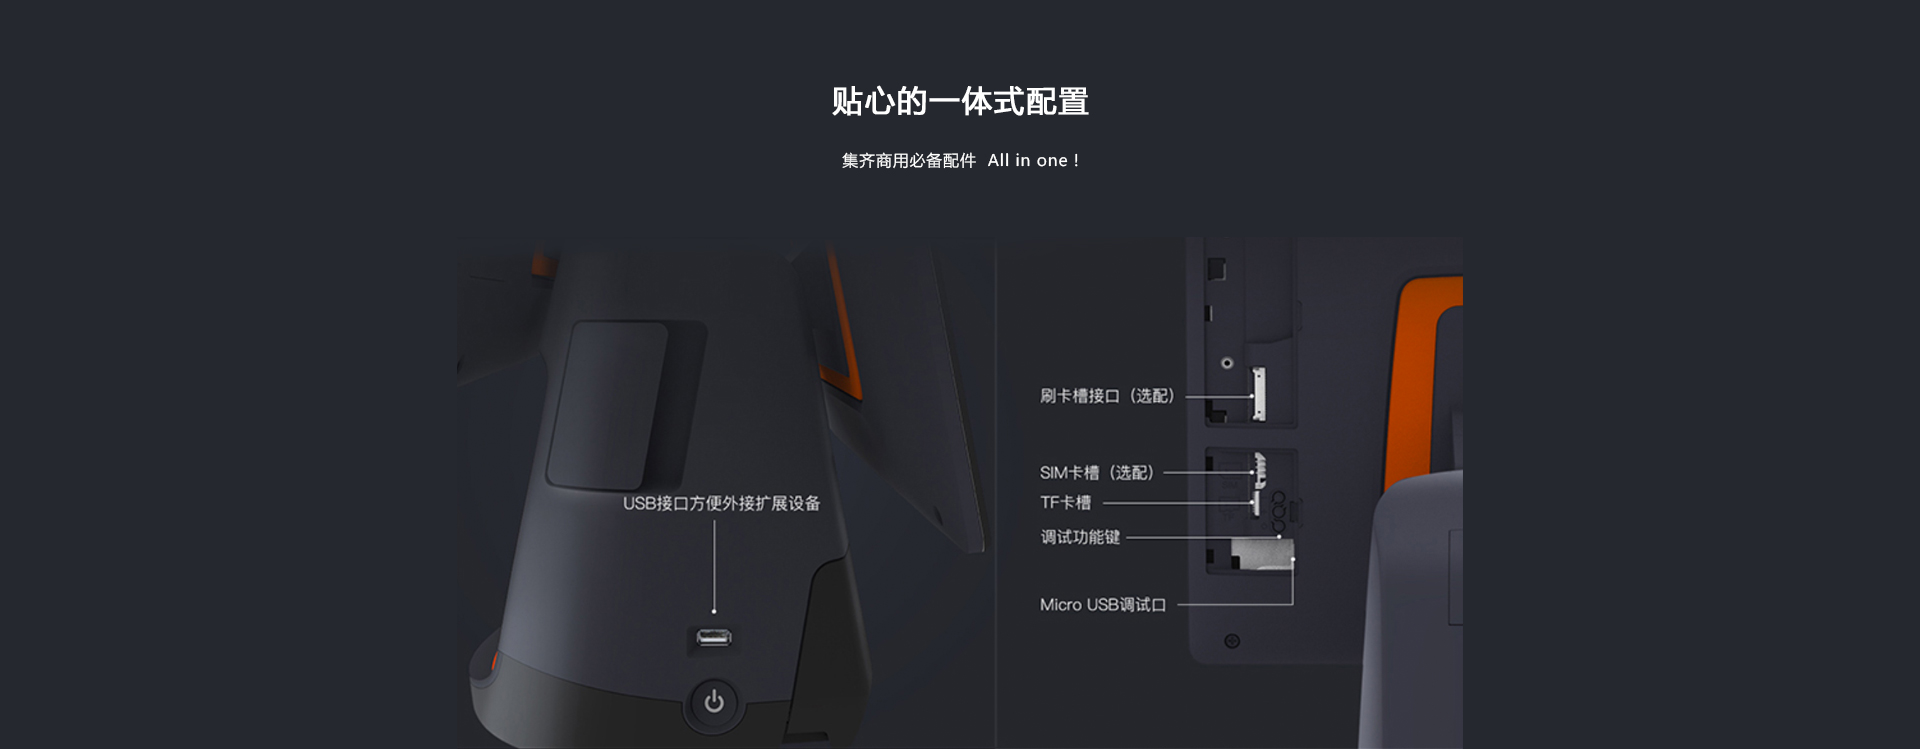 贴心的一体式配置
集齐商用必备配件 All in one !
USB接口方便外接扩展设备
刷卡槽接口（选配）
SIM卡槽（选配）
TF卡槽
调试功能键
Micro USB调试口